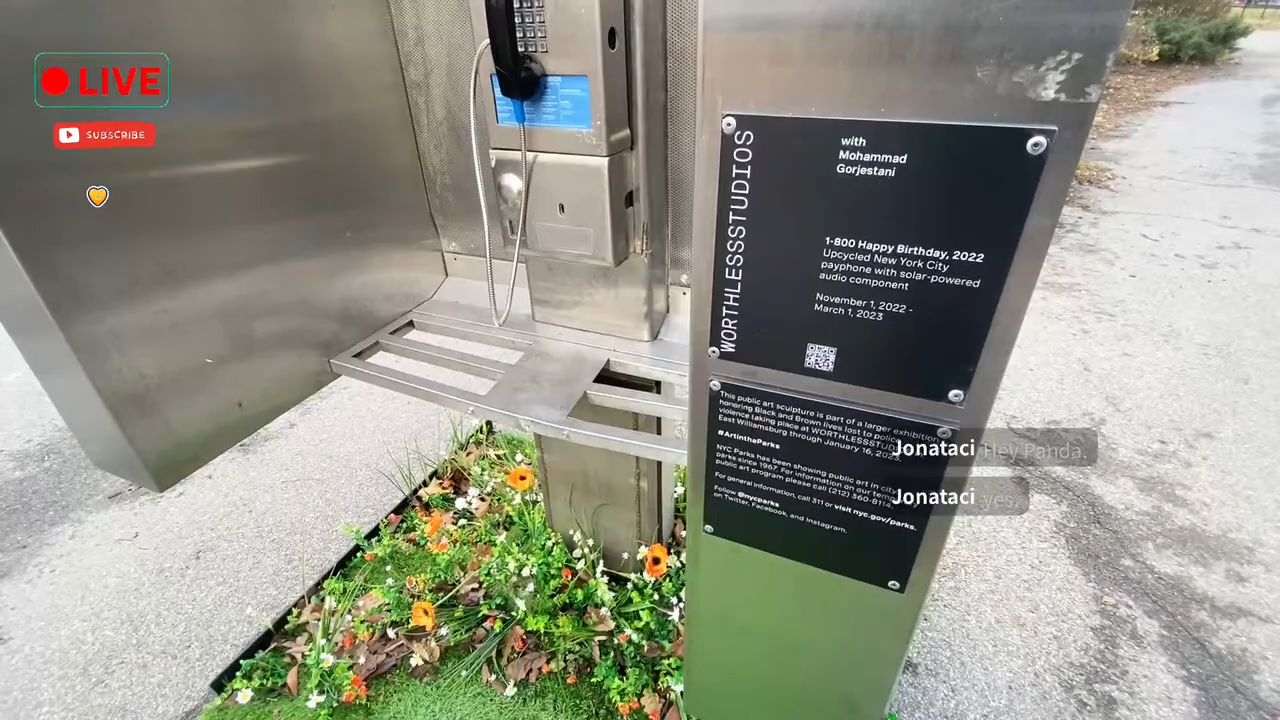 LIVE
SUBSCRIBE
WORTHLESSSTUDIOS
with
Mohammad
Gorjestani
1-800 Happy Birthday, 2022
Upcycled New York City
payphone with solar-powered
audio component
November 1, 2022 -
March 1, 2023
This public art sculpture is part of a larger exhibition
honoring Black and Brown lives lost to police
violence taking place at WORTHLESSSTUDIOS
East Williamsburg through January 16, 2023.
#ArtintheParks
NYC Parks has been showing public art in city
parks since 1967. For information on our temporary
public art program please call (212) 360-8114.
For general information, call 311 or visit nyc.gov/parks.
Follow @nycparks
on Twitter, Facebook, and Instagram.
Jonataci Hey Panda.
Jonataci yes.